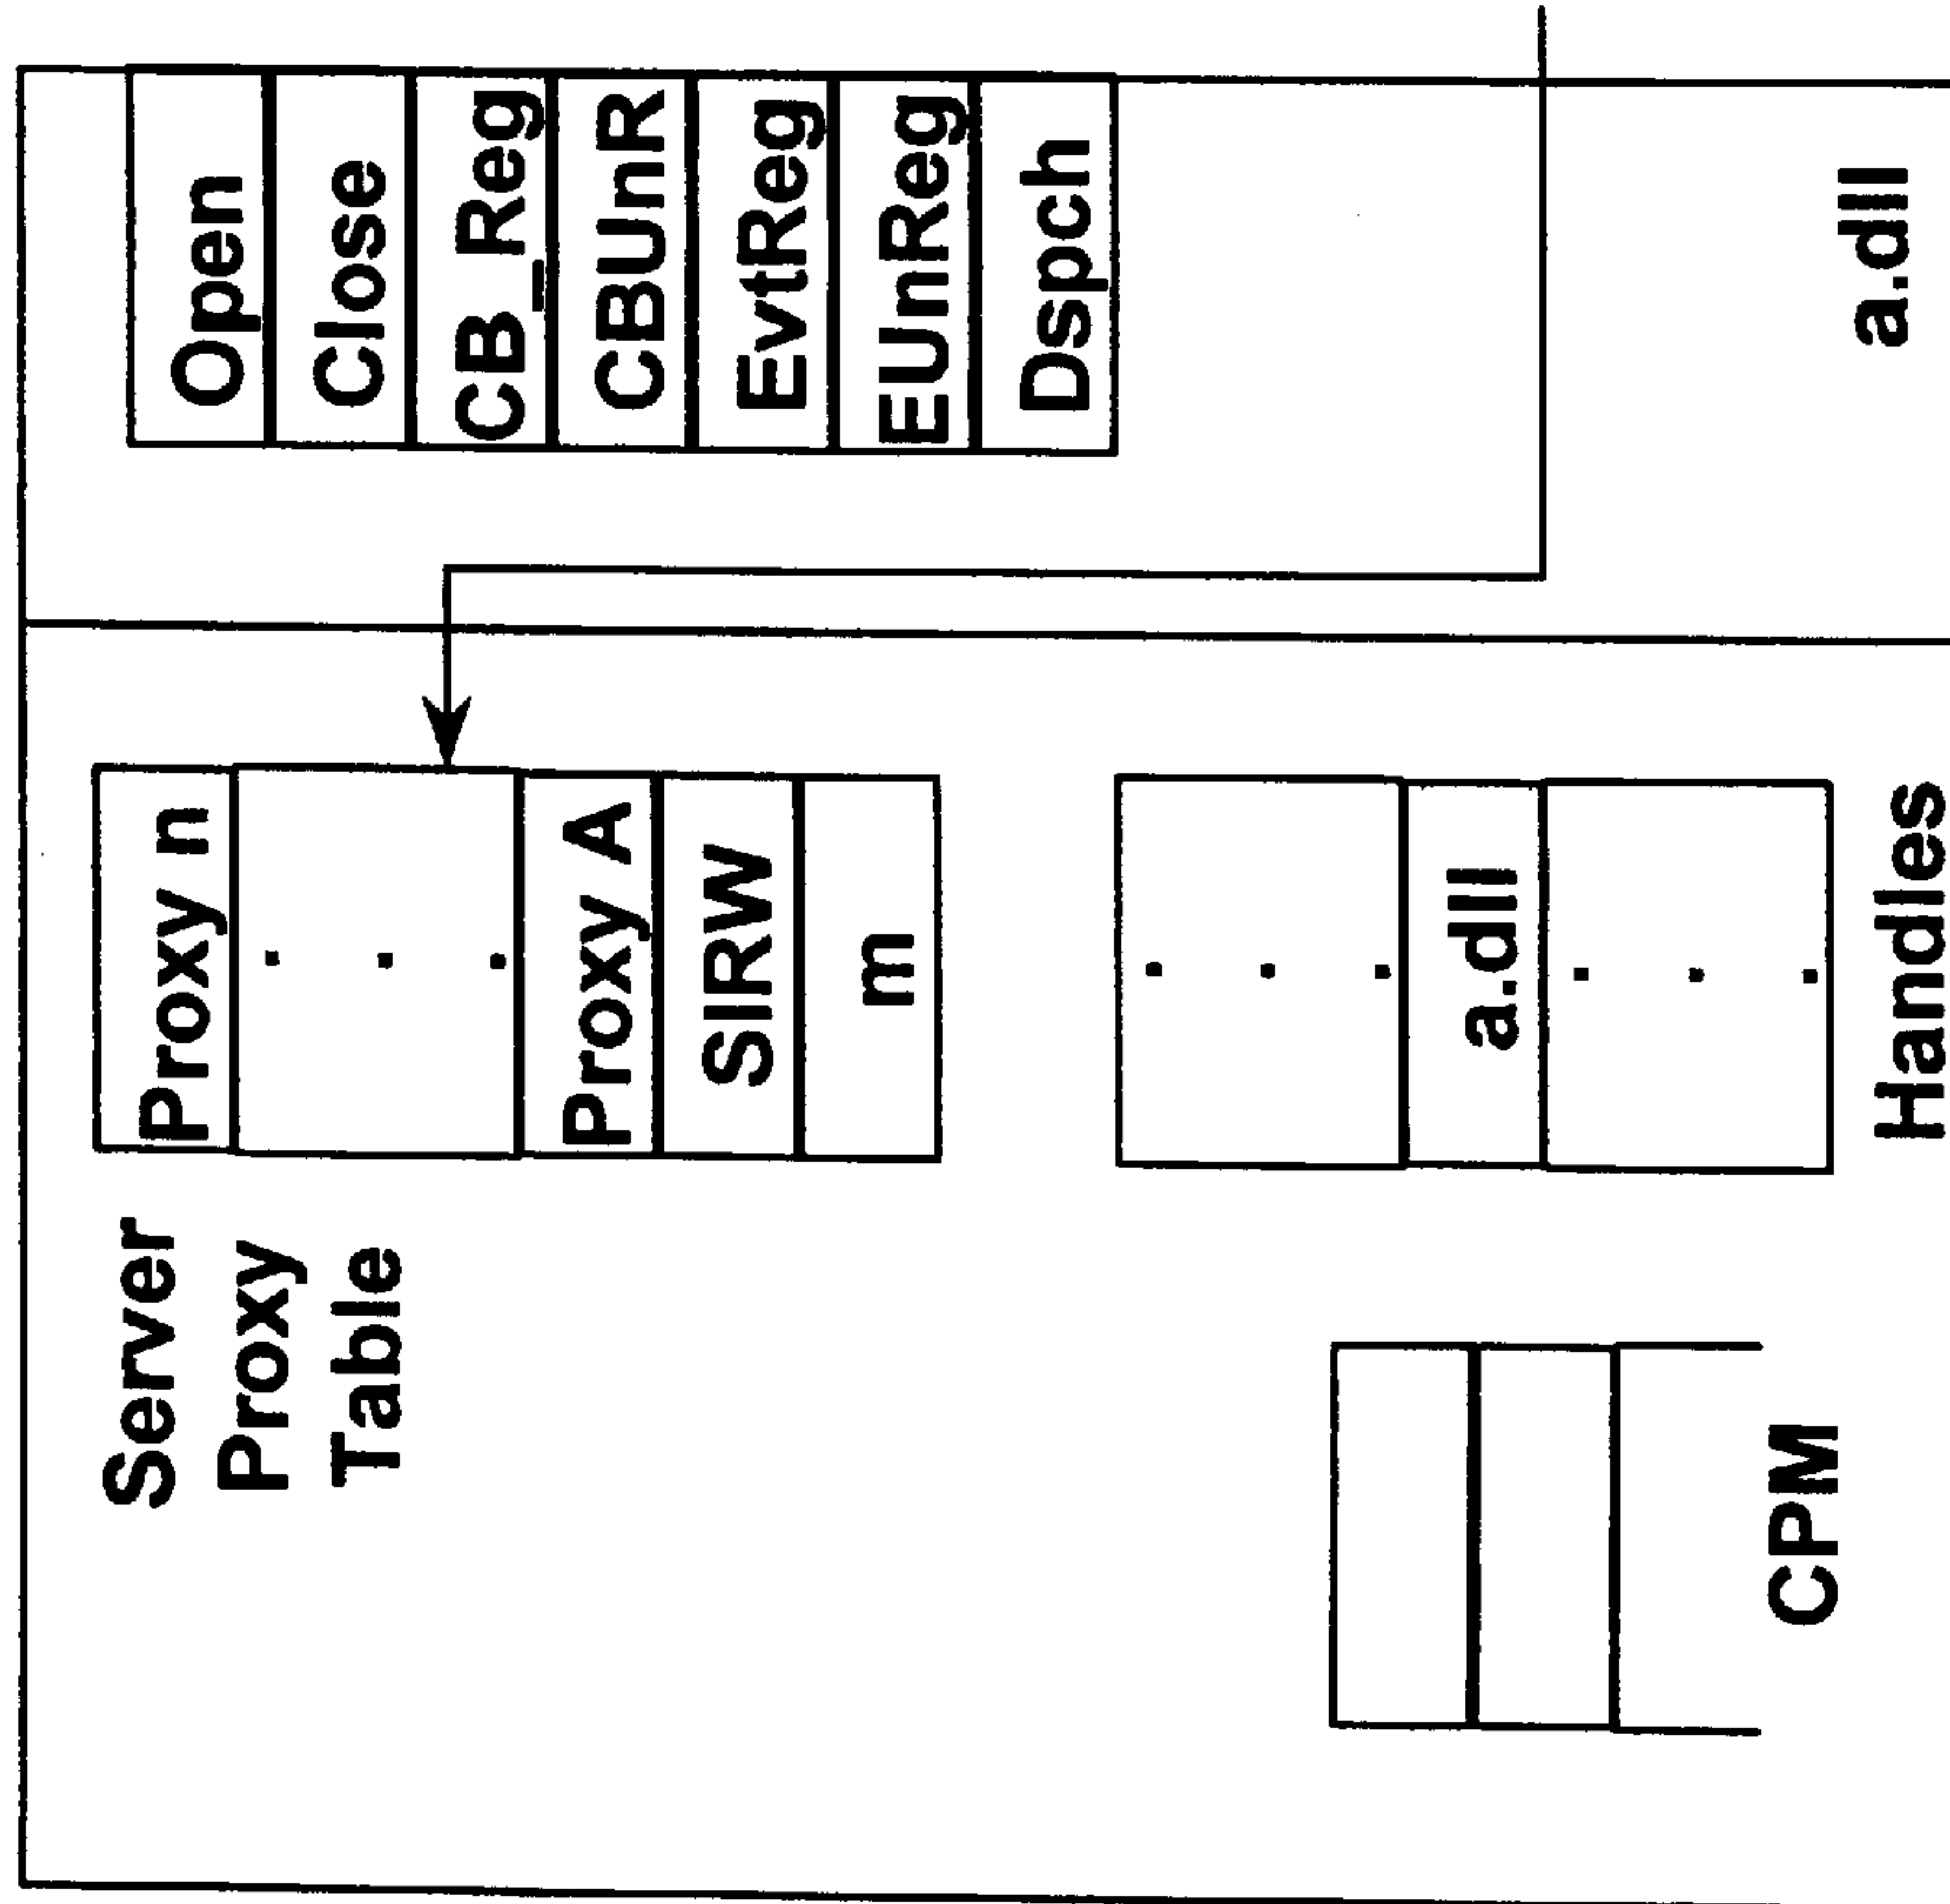 Server
Proxy
Table
Proxy n
Proxy A
SIRW
n
a.dll
Handles
CPM
Open
Close
CB_Reg
CBUnR
EvtReg
EUnReg
Dspch
a.dll